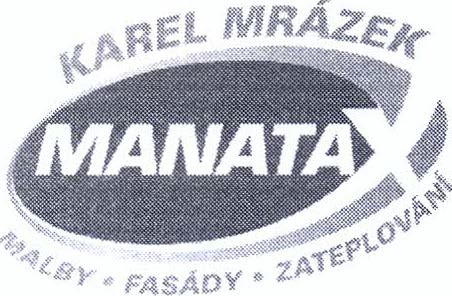 KAREL MRÁZEK
MANATAX
MALBY • FASÁDY • ZATEPLOVÁNÍ